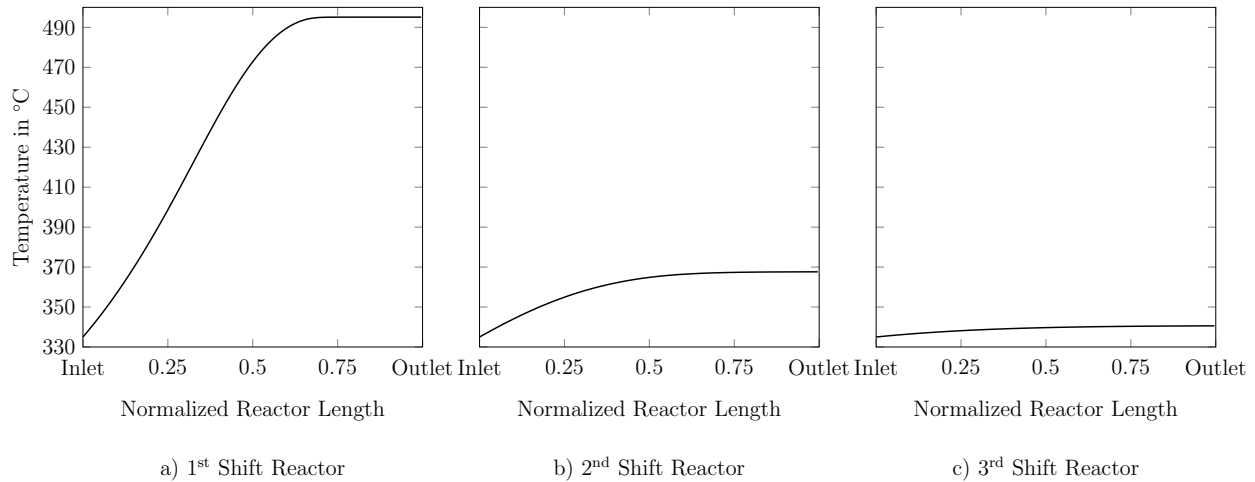 490
470
450
430
410
390
370
350
330
Temperature in °C
Inlet 0.25 0.5 0.75 Outlet
Inlet 0.25 0.5 0.75 Outlet
Inlet 0.25 0.5 0.75 Outlet
Normalized Reactor Length
Normalized Reactor Length
Normalized Reactor Length
a) 1st Shift Reactor
b) 2nd Shift Reactor
c) 3rd Shift Reactor